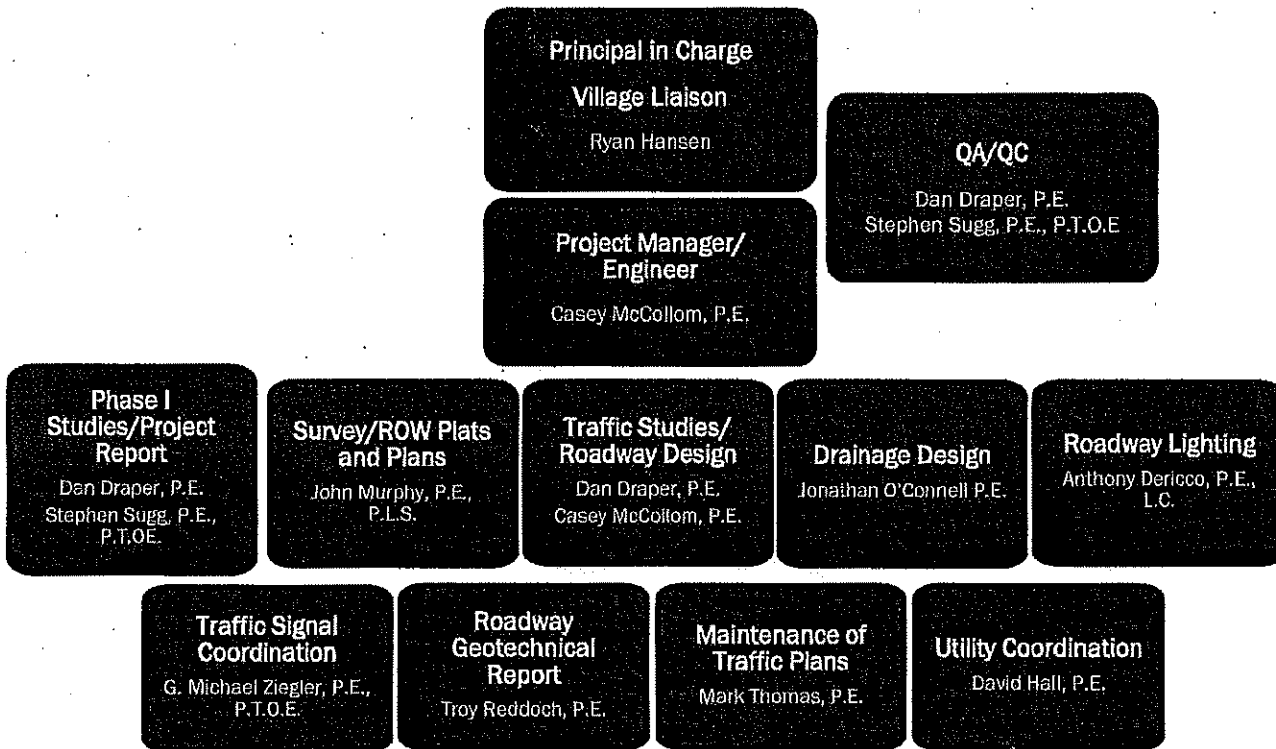 Principal in Charge
Village Liaison
Ryan Hansen
QA/QC
Dan Draper, P.E.
Stephen Sugg, P.E., P.T.O.E
Project Manager/
Engineer
Casey McCollom, P.E.
Phase I
Studies/Project
Report
Dan Draper, P.E.
Stephen Sugg, P.E.,
P.T.OE.
Survey/ROW Plats
and Plans
John Murphy, P.E.,
P.L.S.
Traffic Studies/
Roadway Design
Dan Draper, P.E.
Casey McCollom, P.E.
Drainage Design
Jonathan O'Connell P.E.
Roadway Lighting
Anthony Dericco, P.E.,
L.C.
Traffic Signal
Coordination
G. Michael Ziegler, P.E.,
P.T.O.E.
Roadway
Geotechnical
Report
Troy Reddoch, P.E.
Maintenance of
Traffic Plans
Mark Thomas, P.E.
Utility Coordination
David Hall, P.E.